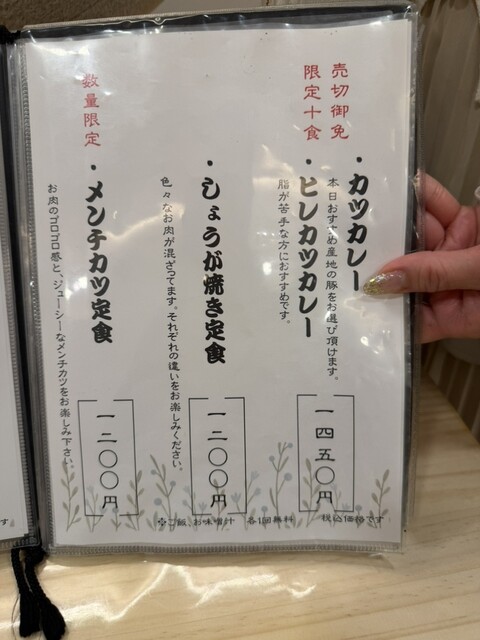 売切御免
限定十食
・カツカレー
本日おすすめ産地の豚をお選び頂けます。
・ヒレカツカレー
脂が苦手な方におすすめです。
一四五〇円
・しょうが焼き定食
色々なお肉が混ざってます。それぞれの違いをお楽しみください。
一二〇〇円
数量限定
・メンチカツ定食
お肉のゴロゴロ感と、ジューシーなメンチカツをお楽しみ下さい。
一二〇〇円
※ご飯、お味噌汁 各1回無料 税込価格です
す